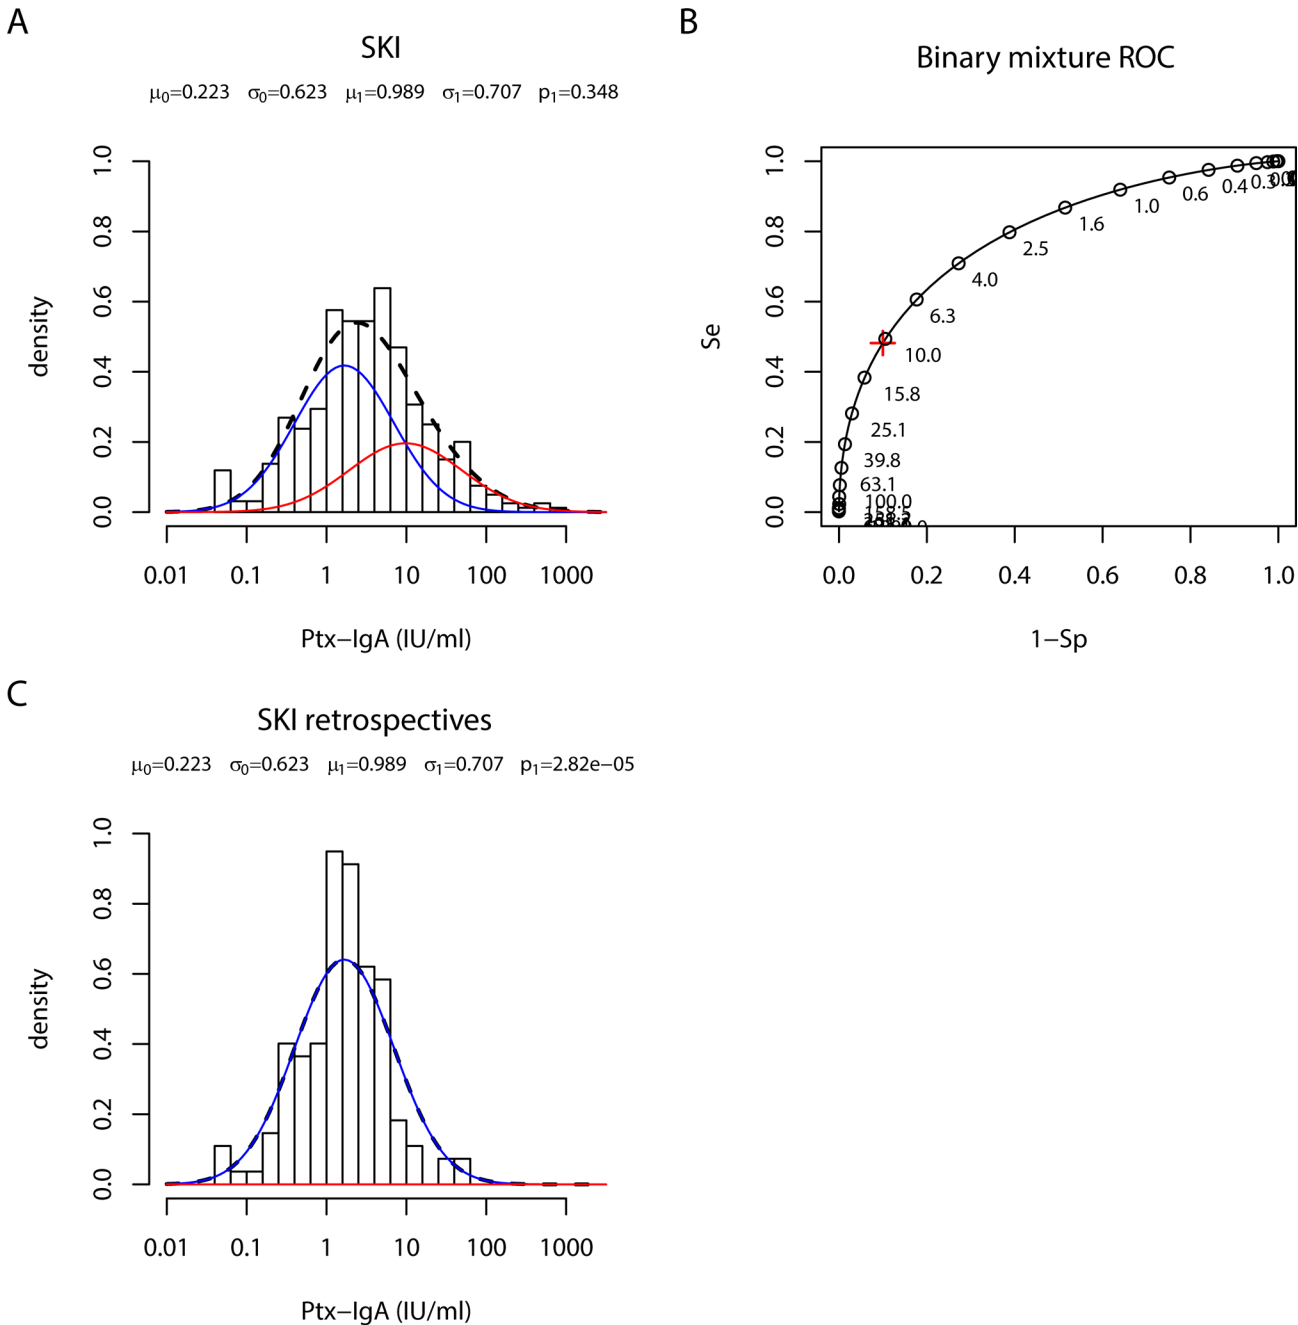 A
SKI
μ0=0.223 σ0=0.623 μ1=0.989 σ1=0.707 p1=0.348
density
0.0 0.2 0.4 0.6 0.8 1.0
0.01 0.1 1 10 100 1000
Ptx−IgA (IU/ml)
B
Binary mixture ROC
Se
0.0 0.2 0.4 0.6 0.8 1.0
0.3
0.4
0.6
1.0
1.6
2.5
4.0
6.3
10.0
15.8
25.1
39.8
63.1
100.0
0.0 0.2 0.4 0.6 0.8 1.0
1−Sp
C
SKI retrospectives
μ0=0.223 σ0=0.623 μ1=0.989 σ1=0.707 p1=2.82e−05
density
0.0 0.2 0.4 0.6 0.8 1.0
0.01 0.1 1 10 100 1000
Ptx−IgA (IU/ml)